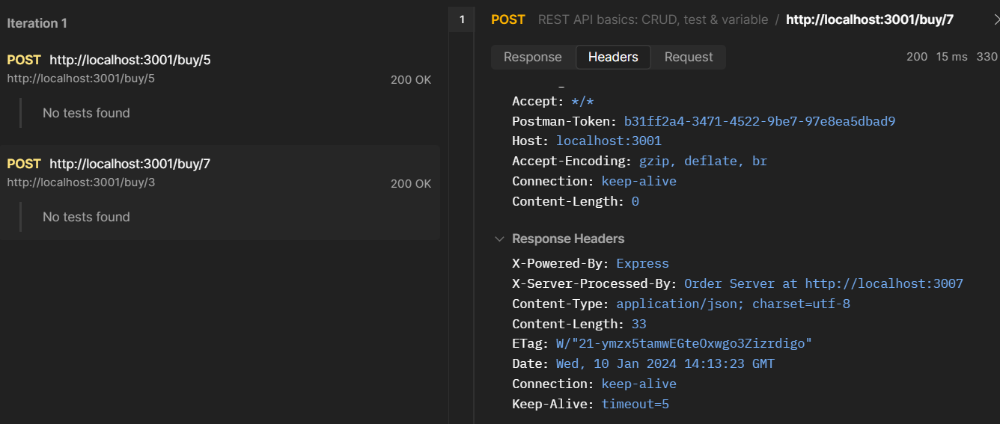 Iteration 1
POST http://localhost:3001/buy/5
http://localhost:3001/buy/5
200 OK
No tests found
POST http://localhost:3001/buy/7
http://localhost:3001/buy/3
200 OK
No tests found
1
POST REST API basics: CRUD, test & variable / http://localhost:3001/buy/7
Response Headers Request 200 15 ms 330
Accept: */*
Postman-Token: b31ff2a4-3471-4522-9be7-97e8ea5dbad9
Host: localhost:3001
Accept-Encoding: gzip, deflate, br
Connection: keep-alive
Content-Length: 0
Response Headers
X-Powered-By: Express
X-Server-Processed-By: Order Server at http://localhost:3007
Content-Type: application/json; charset=utf-8
Content-Length: 33
ETag: W/"21-ymzx5tamwEGteOxwgo3Zizrdigo"
Date: Wed, 10 Jan 2024 14:13:23 GMT
Connection: keep-alive
Keep-Alive: timeout=5